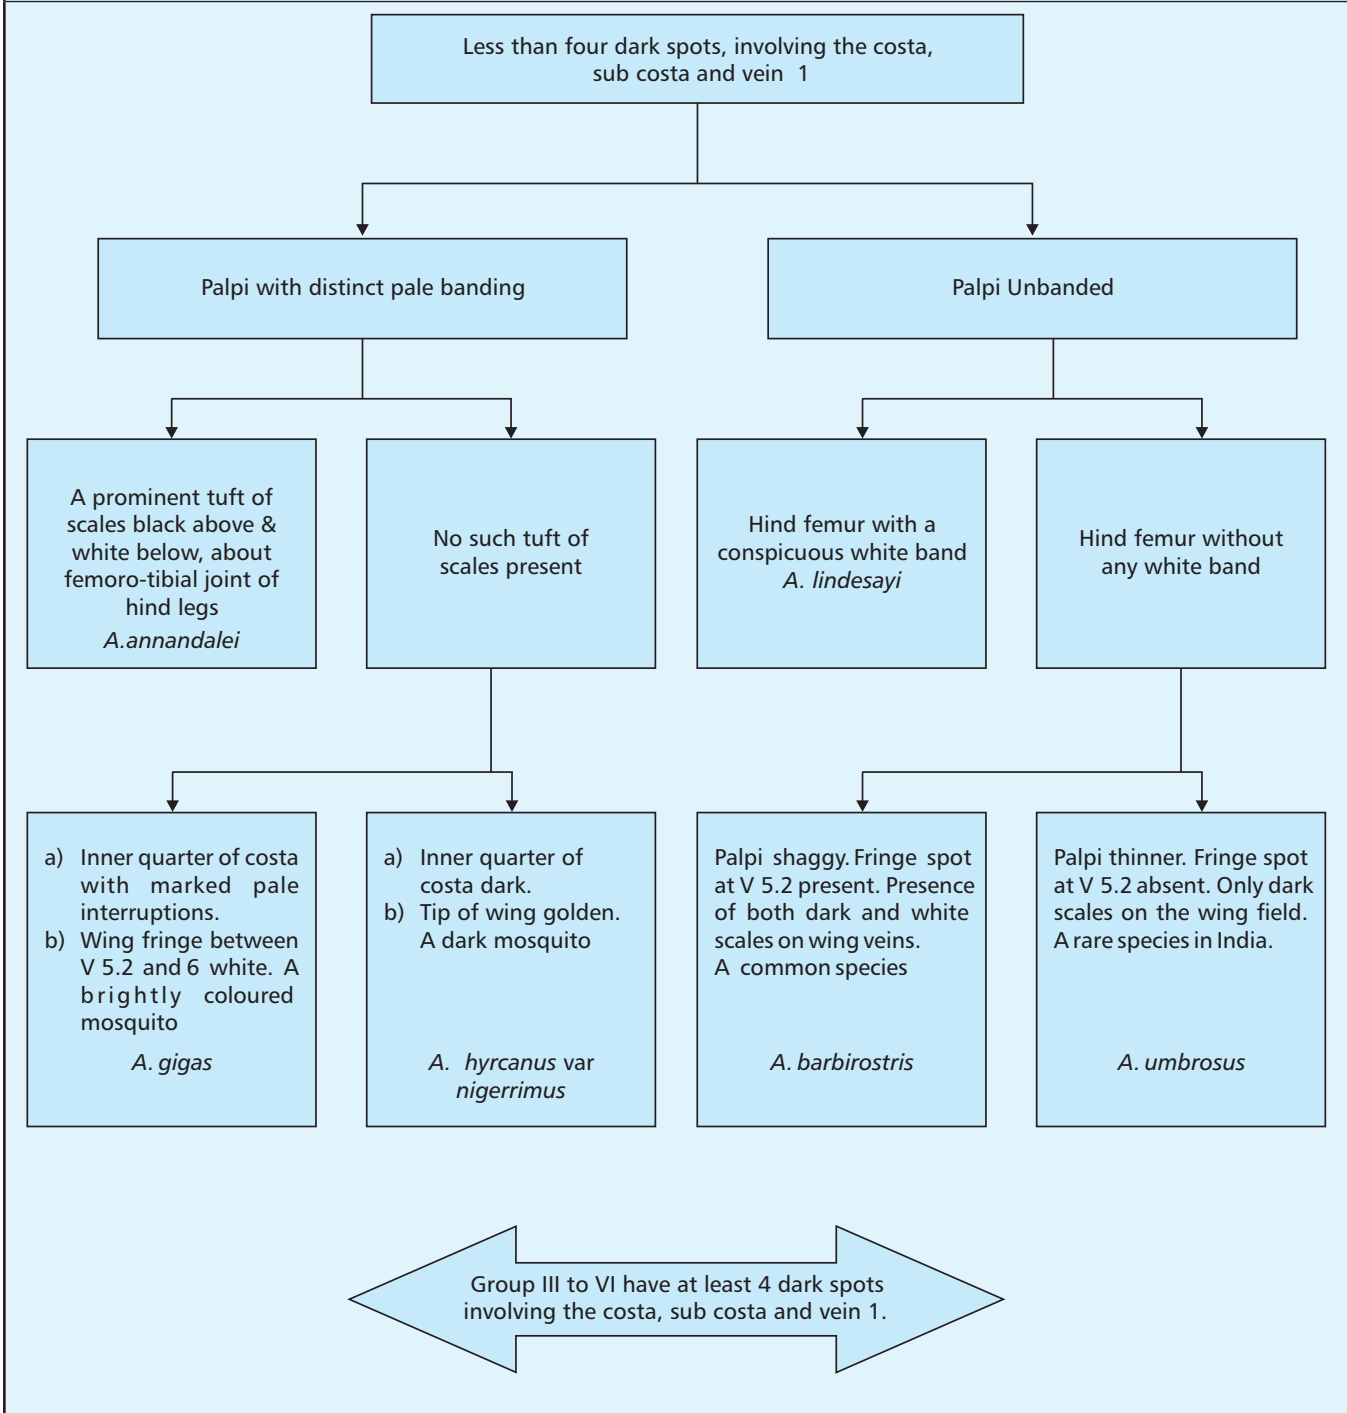 Less than four dark spots, involving the costa,
sub costa and vein 1
Palpi with distinct pale banding
Palpi Unbanded
A prominent tuft of
scales black above &
white below, about
femoro-tibial joint of
hind legs
A.annandalei
No such tuft of
scales present
Hind femur with a
conspicuous white band
A. lindesayi
Hind femur without
any white band
a) Inner quarter of costa
with marked pale
interruptions.
b) Wing fringe between
V 5.2 and 6 white. A
brightly coloured
mosquito
A. gigas
a) Inner quarter of
costa dark.
b) Tip of wing golden.
A dark mosquito
A. hyrcanus var
nigerrimus
Palpi shaggy. Fringe spot
at V 5.2 present. Presence
of both dark and white
scales on wing veins.
A common species
A. barbirostris
Palpi thinner. Fringe spot
at V 5.2 absent. Only dark
scales on the wing field.
A rare species in India.
A. umbrosus
Group III to VI have at least 4 dark spots
involving the costa, sub costa and vein 1.